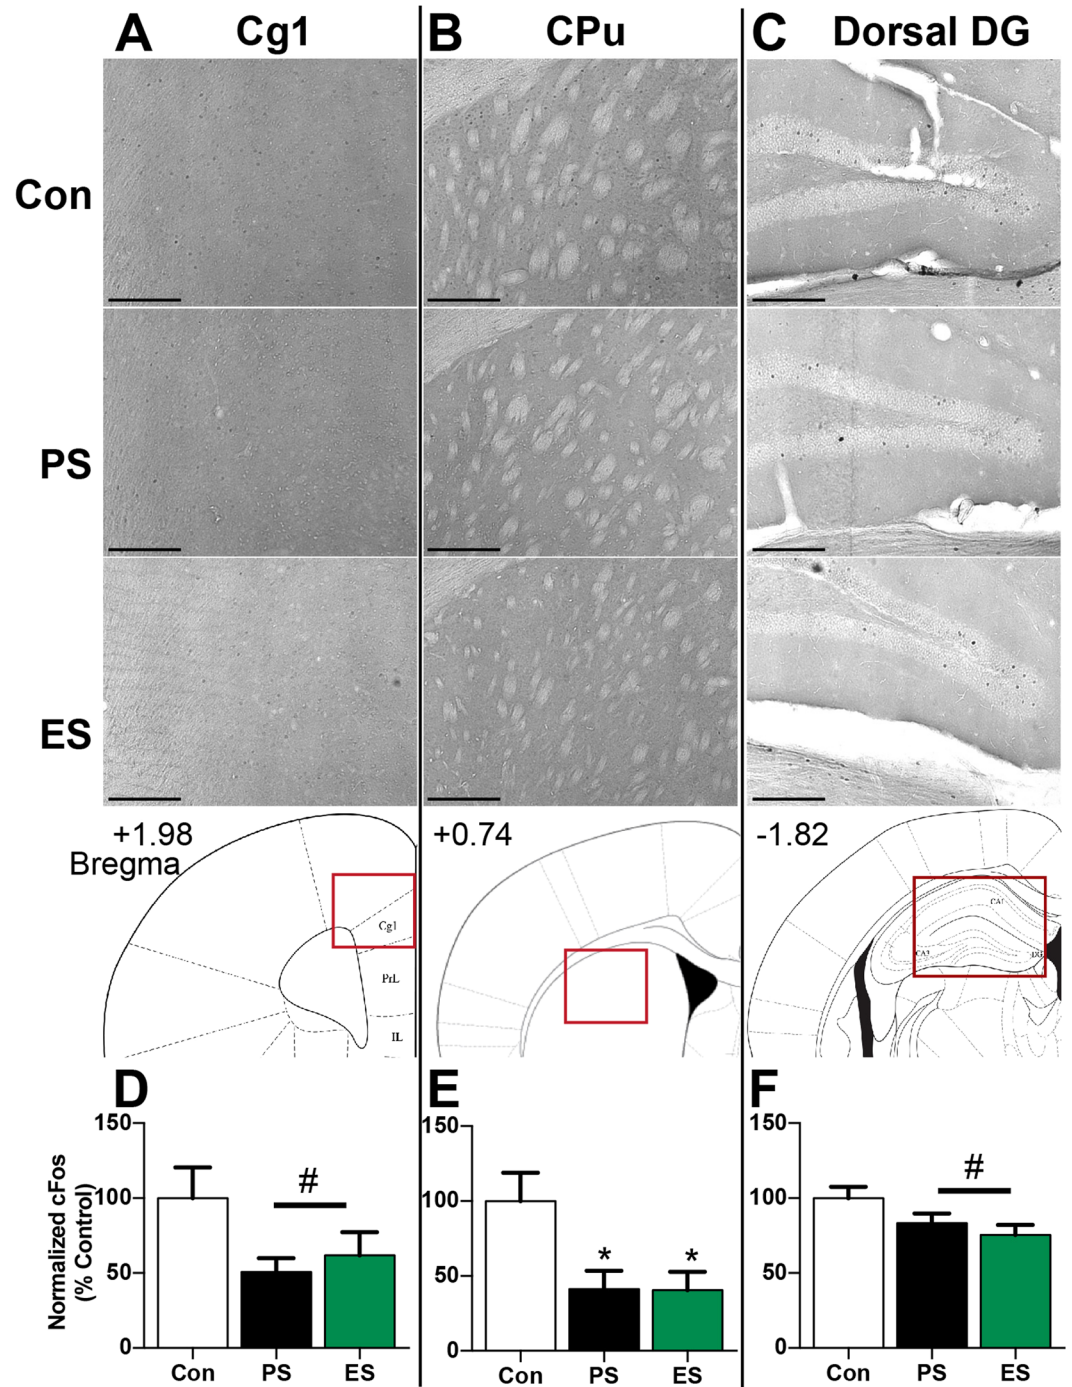 A Cg1
B CPu
C Dorsal DG
Con
PS
ES
+1.98
Bregma
Cg1
PrL
IL
+0.74
-1.82
CA1
CA3
DG
D
150
100
50
0
Normalized cFos
(% Control)
#
Con PS ES
E
150
100
50
0
* *
Con PS ES
F
150
100
50
0
#
Con PS ES